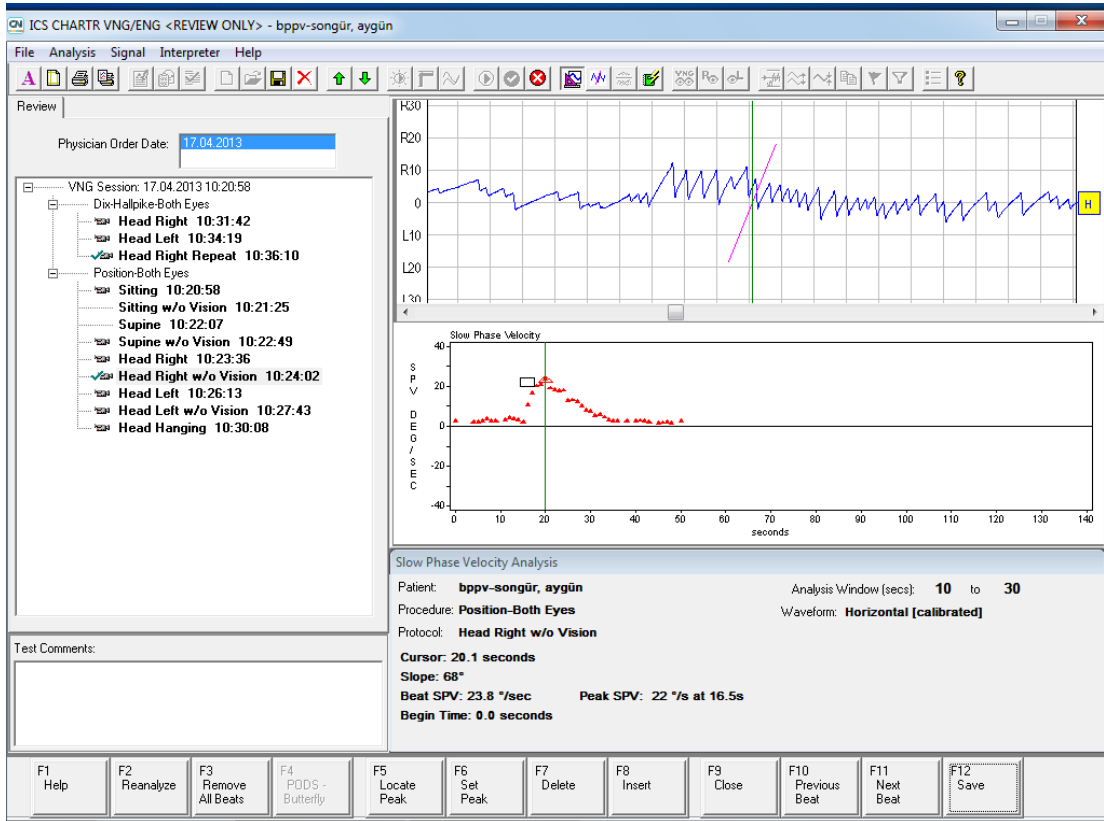 ICS CHARTR VNG/ENG <REVIEW ONLY> - bppv-songür, aygün
File Analysis Signal Interpreter Help
Review
Physician Order Date: 17.04.2013
VNG Session: 17.04.2013 10:20:58
Dix-Hallpike-Both Eyes
Head Right 10:31:42
Head Left 10:34:19
Head Right Repeat 10:36:10
Position-Both Eyes
Sitting 10:20:58
Sitting w/o Vision 10:21:25
Supine 10:22:07
Supine w/o Vision 10:22:49
Head Right 10:23:36
Head Right w/o Vision 10:24:02
Head Left 10:26:13
Head Left w/o Vision 10:27:43
Head Hanging 10:30:08
Test Comments:
R30
R20
R10
0
L10
L20
L30
H
Slow Phase Velocity
SPV DEG/SEC
40
20
0
-20
-40
0 10 20 30 40 50 60 70 80 90 100 110 120 130 140
seconds
Slow Phase Velocity Analysis
Patient: bppv-songür, aygün
Analysis Window (secs): 10 to 30
Procedure: Position-Both Eyes
Waveform: Horizontal [calibrated]
Protocol: Head Right w/o Vision
Cursor: 20.1 seconds
Slope: 68°
Beat SPV: 23.8 °/sec Peak SPV: 22 °/s at 16.5s
Begin Time: 0.0 seconds
F1 Help
F2 Reanalyze
F3 Remove All Beats
F4 PODS - Butterfly
F5 Locate Peak
F6 Set Peak
F7 Delete
F8 Insert
F9 Close
F10 Previous Beat
F11 Next Beat
F12 Save